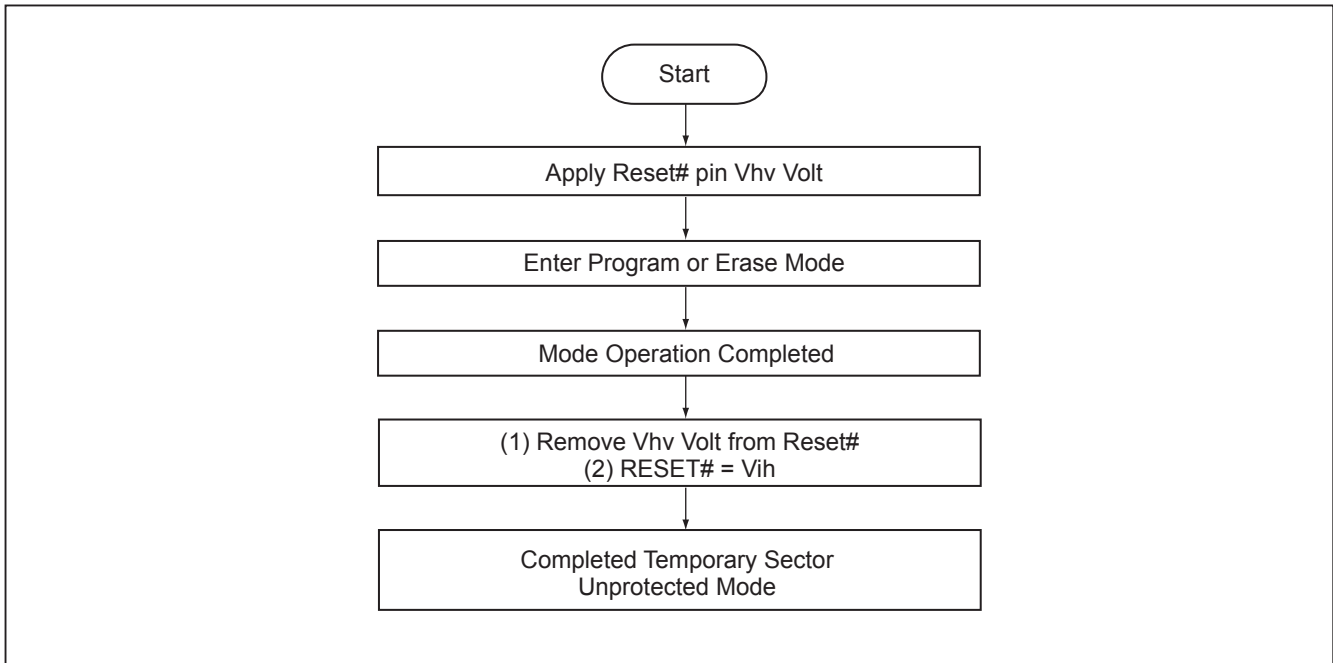 Start
Apply Reset# pin Vhv Volt
Enter Program or Erase Mode
Mode Operation Completed
(1) Remove Vhv Volt from Reset#
(2) RESET# = Vih
Completed Temporary Sector
Unprotected Mode